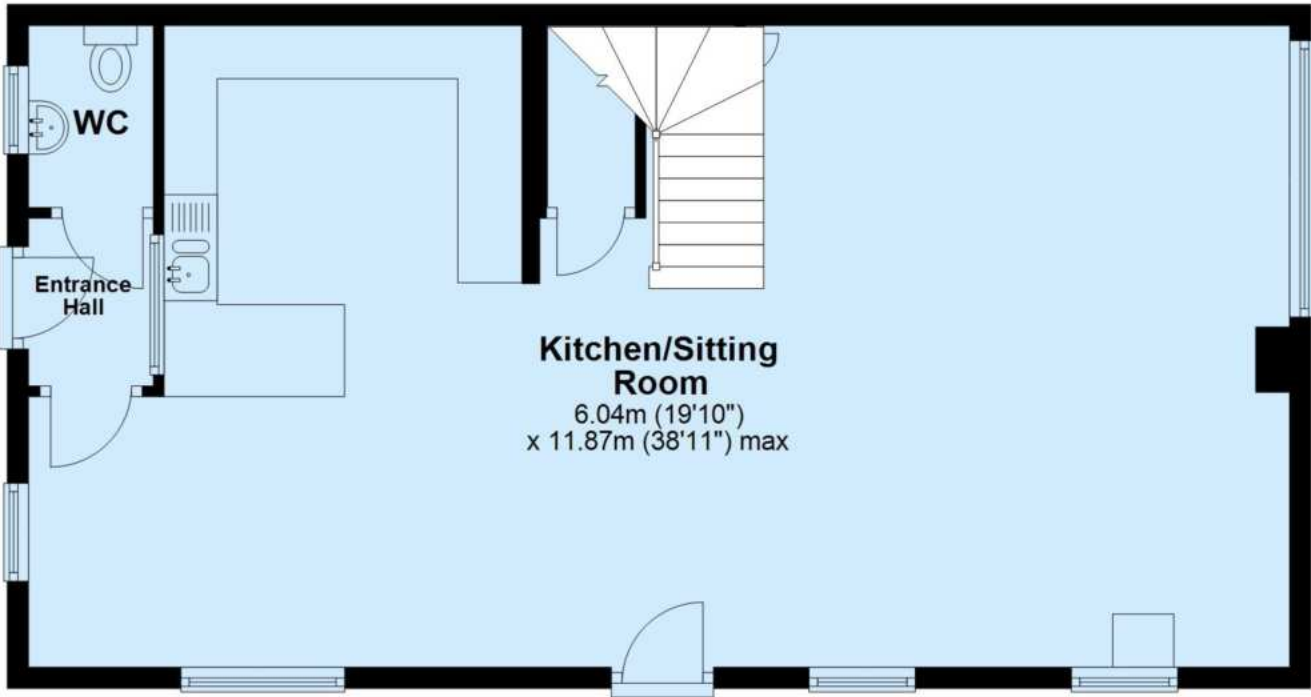 WC
Entrance
Hall
Kitchen/Sitting
Room
6.04m (19'10")
x 11.87m (38'11") max